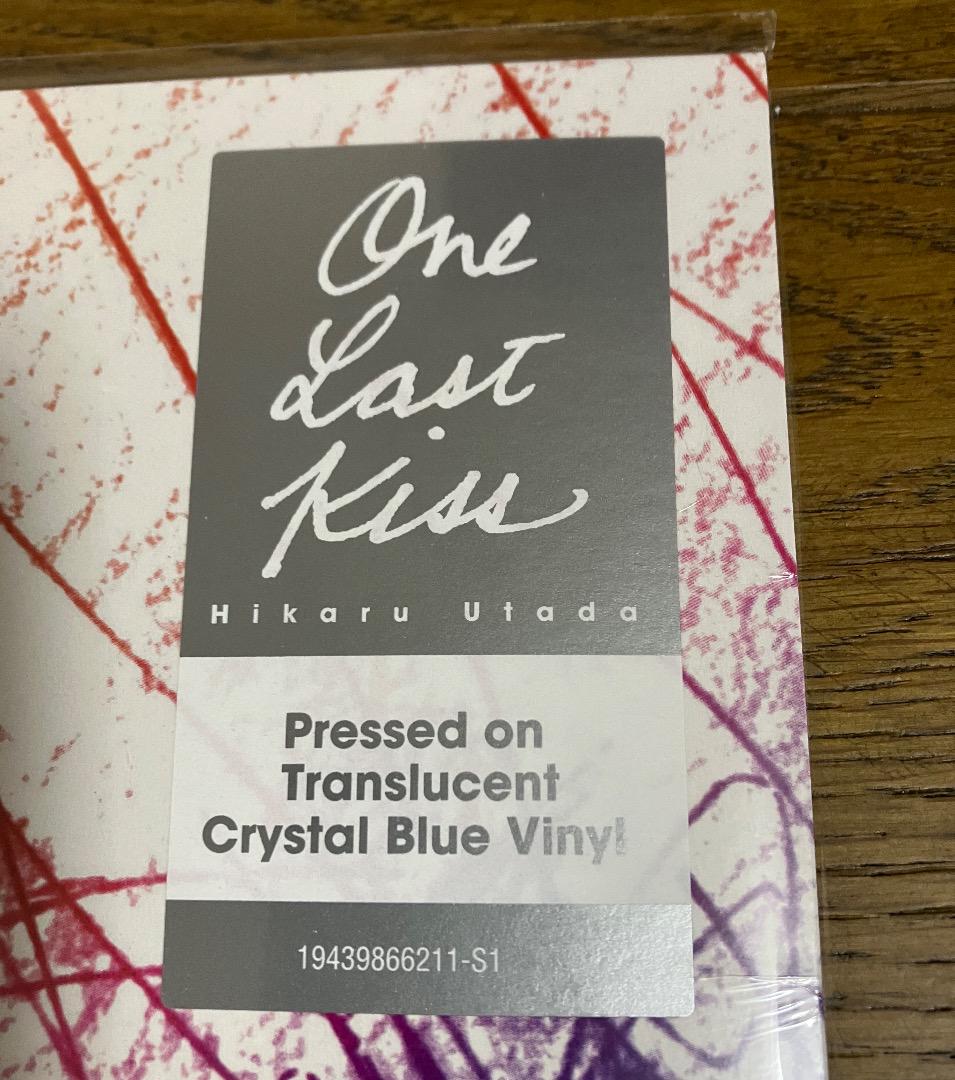 One
Last
Kiss
Hikaru Utada
Pressed on
Translucent
Crystal Blue Vinyl
19439866211-S1